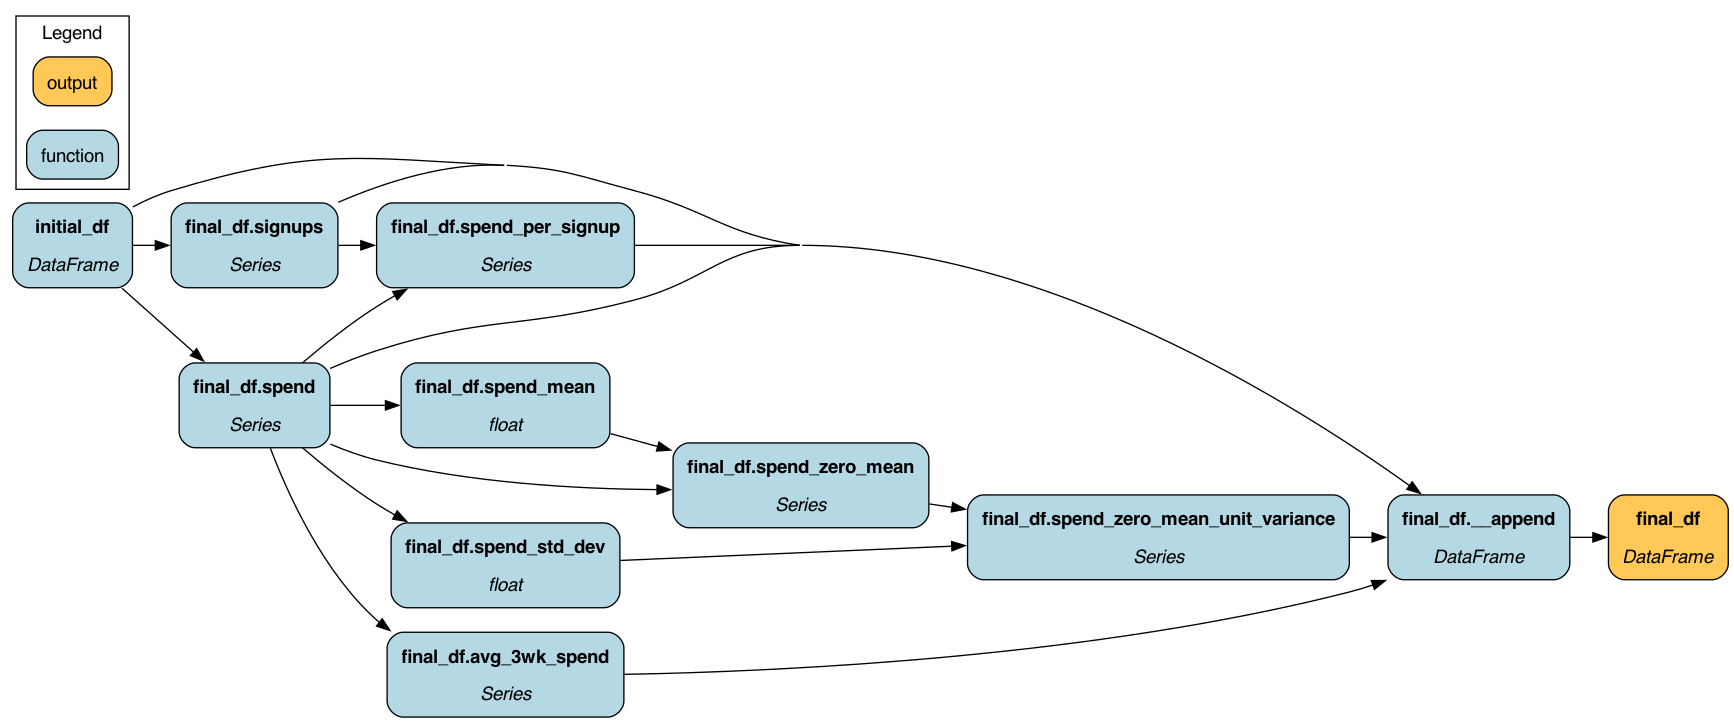 Legend
output
function
initial_df
DataFrame
final_df.signups
Series
final_df.spend_per_signup
Series
final_df.spend
Series
final_df.spend_mean
float
final_df.spend_zero_mean
Series
final_df.spend_std_dev
float
final_df.spend_zero_mean_unit_variance
Series
final_df.__append
DataFrame
final_df
DataFrame
final_df.avg_3wk_spend
Series